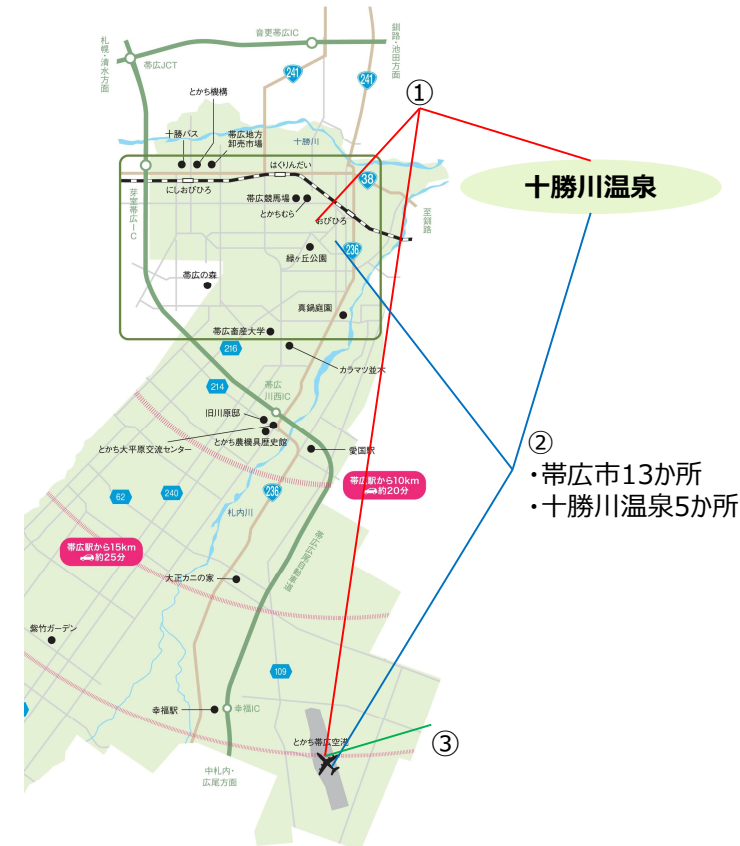 音更帯広IC
札幌・清水方面
釧路・池田方面
帯広JCT
241
241
とかち機構
①
十勝バス
帯広地方
卸売市場
十勝川
はくりんだい
38
十勝川温泉
にしおびひろ
芽室帯広IC
帯広競馬場
とかちむら
おびひろ
至釧路
緑ヶ丘公園
236
帯広の森
真鍋庭園
帯広畜産大学
216
カラマツ並木
214
帯広
川西IC
旧川原邸
とかち大平原交流センター
とかち農機具歴史館
愛国駅
②
・帯広市13か所
・十勝川温泉5か所
帯広駅から10km
約20分
62
240
236
札内川
帯広広尾自動車道
帯広駅から15km
約25分
大正カニの家
紫竹ガーデン
109
幸福駅
幸福IC
とかち帯広空港
③
中札内・
広尾方面